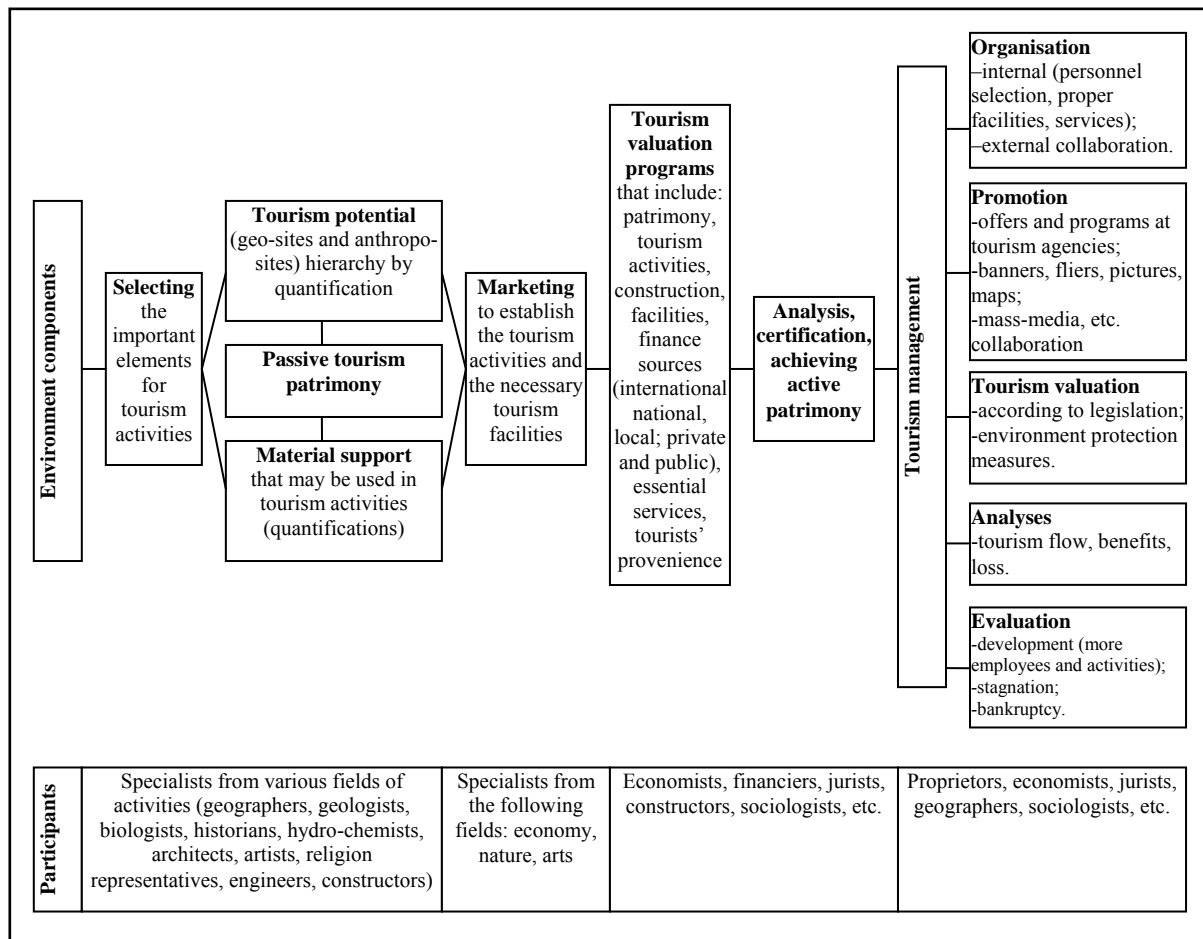 Environment components
Selecting
the
important
elements
for
tourism
activities
Tourism potential
(geo-sites and anthropo-
sites) hierarchy by
quantification
Passive tourism
patrimony
Material support
that may be used in
tourism activities
(quantifications)
Marketing
to establish
the tourism
activities and
the necessary
tourism
facilities
Tourism
valuation
programs
that include:
patrimony,
tourism
activities,
construction,
facilities,
finance
sources
(international
national,
local; private
and public),
essential
services,
tourists’
provenience
Analysis,
certification,
achieving
active
patrimony
Tourism management
Organisation
–internal (personnel
selection, proper
facilities, services);
–external collaboration.
Promotion
-offers and programs at
tourism agencies;
-banners, fliers, pictures,
maps;
-mass-media, etc.
collaboration
Tourism valuation
-according to legislation;
-environment protection
measures.
Analyses
-tourism flow, benefits,
loss.
Evaluation
-development (more
employees and activities);
-stagnation;
-bankruptcy.
Participants
Specialists from various fields of
activities (geographers, geologists,
biologists, historians, hydro-chemists,
architects, artists, religion
representatives, engineers, constructors)
Specialists from
the following
fields: economy,
nature, arts
Economists, financiers, jurists,
constructors, sociologists, etc.
Proprietors, economists, jurists,
geographers, sociologists, etc.